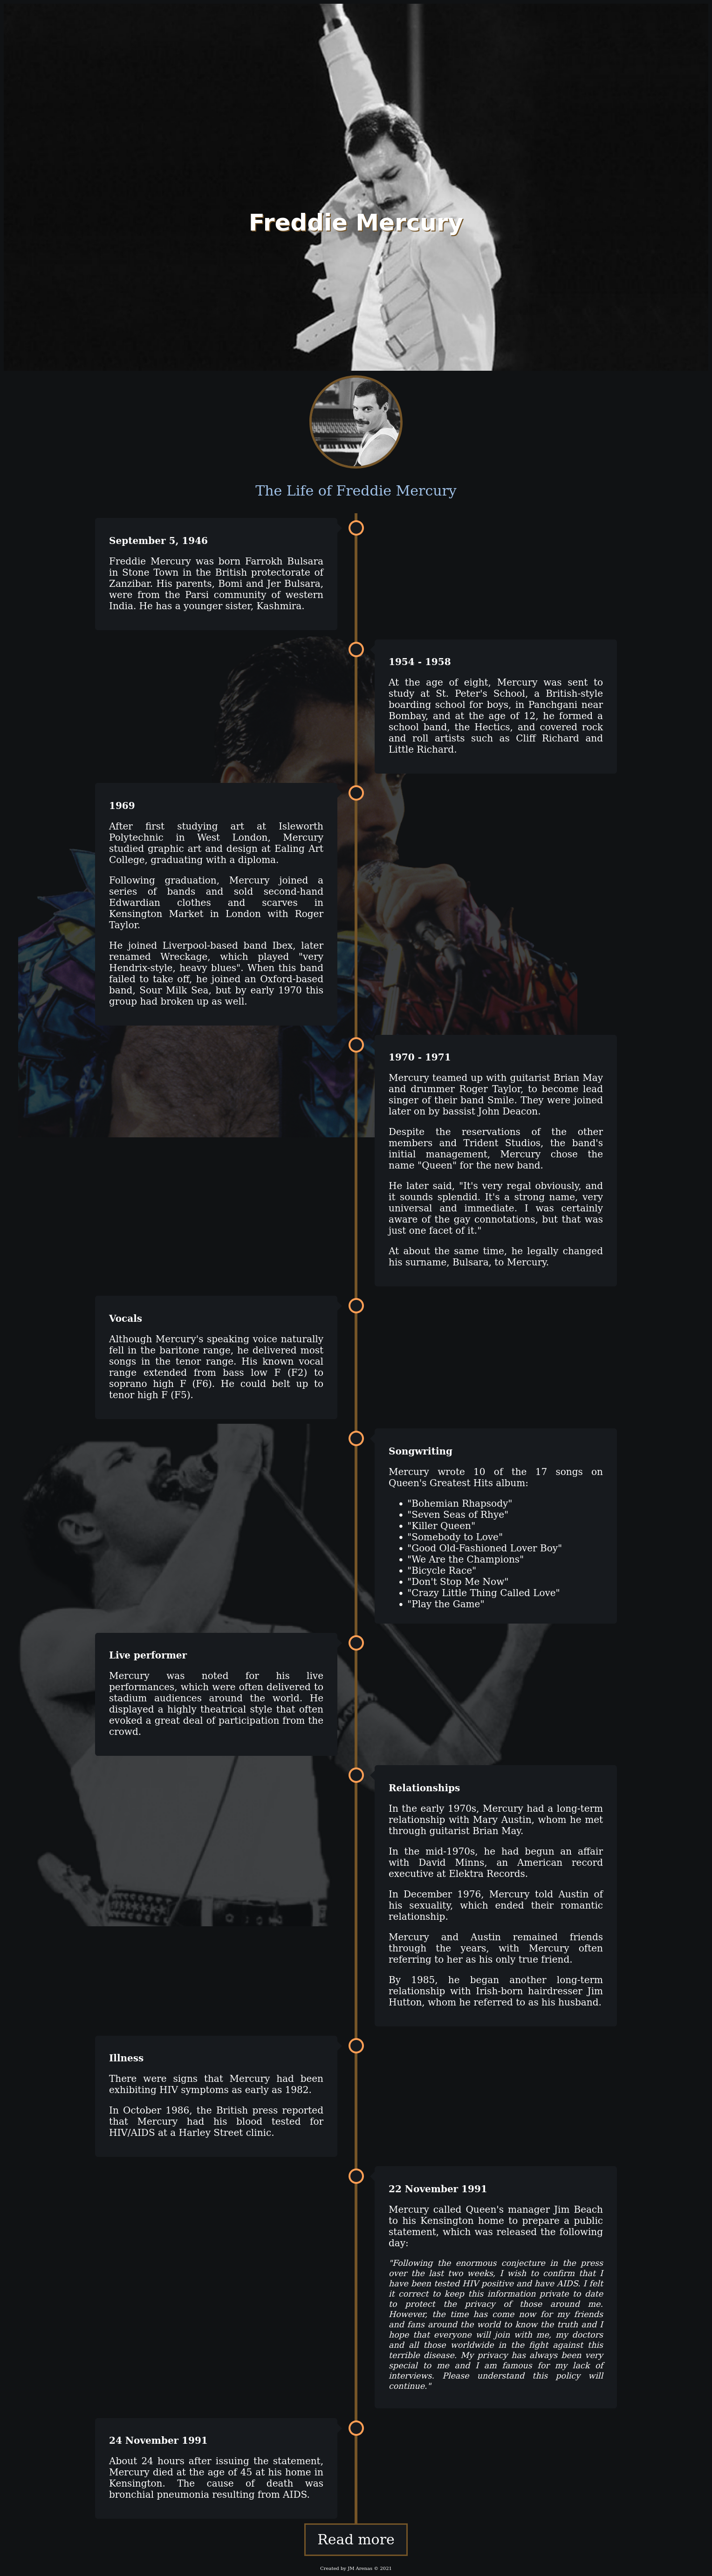 Freddie Mercury
The Life of Freddie Mercury
September 5, 1946
Freddie Mercury was born Farrokh Bulsara
in Stone Town in the British protectorate of
Zanzibar. His parents, Bomi and Jer Bulsara,
were from the Parsi community of western
India. He has a younger sister, Kashmira.
1954 - 1958
At the age of eight, Mercury was sent to
study at St. Peter's School, a British-style
boarding school for boys, in Panchgani near
Bombay, and at the age of 12, he formed a
school band, the Hectics, and covered rock
and roll artists such as Cliff Richard and
Little Richard.
1969
After first studying art at Isleworth
Polytechnic in West London, Mercury
studied graphic art and design at Ealing Art
College, graduating with a diploma.
Following graduation, Mercury joined a
series of bands and sold second-hand
Edwardian clothes and scarves in
Kensington Market in London with Roger
Taylor.
He joined Liverpool-based band Ibex, later
renamed Wreckage, which played "very
Hendrix-style, heavy blues". When this band
failed to take off, he joined an Oxford-based
band, Sour Milk Sea, but by early 1970 this
group had broken up as well.
1970 - 1971
Mercury teamed up with guitarist Brian May
and drummer Roger Taylor, to become lead
singer of their band Smile. They were joined
later on by bassist John Deacon.
Despite the reservations of the other
members and Trident Studios, the band's
initial management, Mercury chose the
name "Queen" for the new band.
He later said, "It's very regal obviously, and
it sounds splendid. It's a strong name, very
universal and immediate. I was certainly
aware of the gay connotations, but that was
just one facet of it."
At about the same time, he legally changed
his surname, Bulsara, to Mercury.
Vocals
Although Mercury's speaking voice naturally
fell in the baritone range, he delivered most
songs in the tenor range. His known vocal
range extended from bass low F (F2) to
soprano high F (F6). He could belt up to
tenor high F (F5).
Songwriting
Mercury wrote 10 of the 17 songs on
Queen's Greatest Hits album:
• "Bohemian Rhapsody"
• "Seven Seas of Rhye"
• "Killer Queen"
• "Somebody to Love"
• "Good Old-Fashioned Lover Boy"
• "We Are the Champions"
• "Bicycle Race"
• "Don't Stop Me Now"
• "Crazy Little Thing Called Love"
• "Play the Game"
Live performer
Mercury was noted for his live
performances, which were often delivered to
stadium audiences around the world. He
displayed a highly theatrical style that often
evoked a great deal of participation from the
crowd.
Relationships
In the early 1970s, Mercury had a long-term
relationship with Mary Austin, whom he met
through guitarist Brian May.
In the mid-1970s, he had begun an affair
with David Minns, an American record
executive at Elektra Records.
In December 1976, Mercury told Austin of
his sexuality, which ended their romantic
relationship.
Mercury and Austin remained friends
through the years, with Mercury often
referring to her as his only true friend.
By 1985, he began another long-term
relationship with Irish-born hairdresser Jim
Hutton, whom he referred to as his husband.
Illness
There were signs that Mercury had been
exhibiting HIV symptoms as early as 1982.
In October 1986, the British press reported
that Mercury had his blood tested for
HIV/AIDS at a Harley Street clinic.
22 November 1991
Mercury called Queen's manager Jim Beach
to his Kensington home to prepare a public
statement, which was released the following
day:
"Following the enormous conjecture in the press
over the last two weeks, I wish to confirm that I
have been tested HIV positive and have AIDS. I felt
it correct to keep this information private to date
to protect the privacy of those around me.
However, the time has come now for my friends
and fans around the world to know the truth and I
hope that everyone will join with me, my doctors
and all those worldwide in the fight against this
terrible disease. My privacy has always been very
special to me and I am famous for my lack of
interviews. Please understand this policy will
continue."
24 November 1991
About 24 hours after issuing the statement,
Mercury died at the age of 45 at his home in
Kensington. The cause of death was
bronchial pneumonia resulting from AIDS.
Read more
Created by JM Arenas © 2021